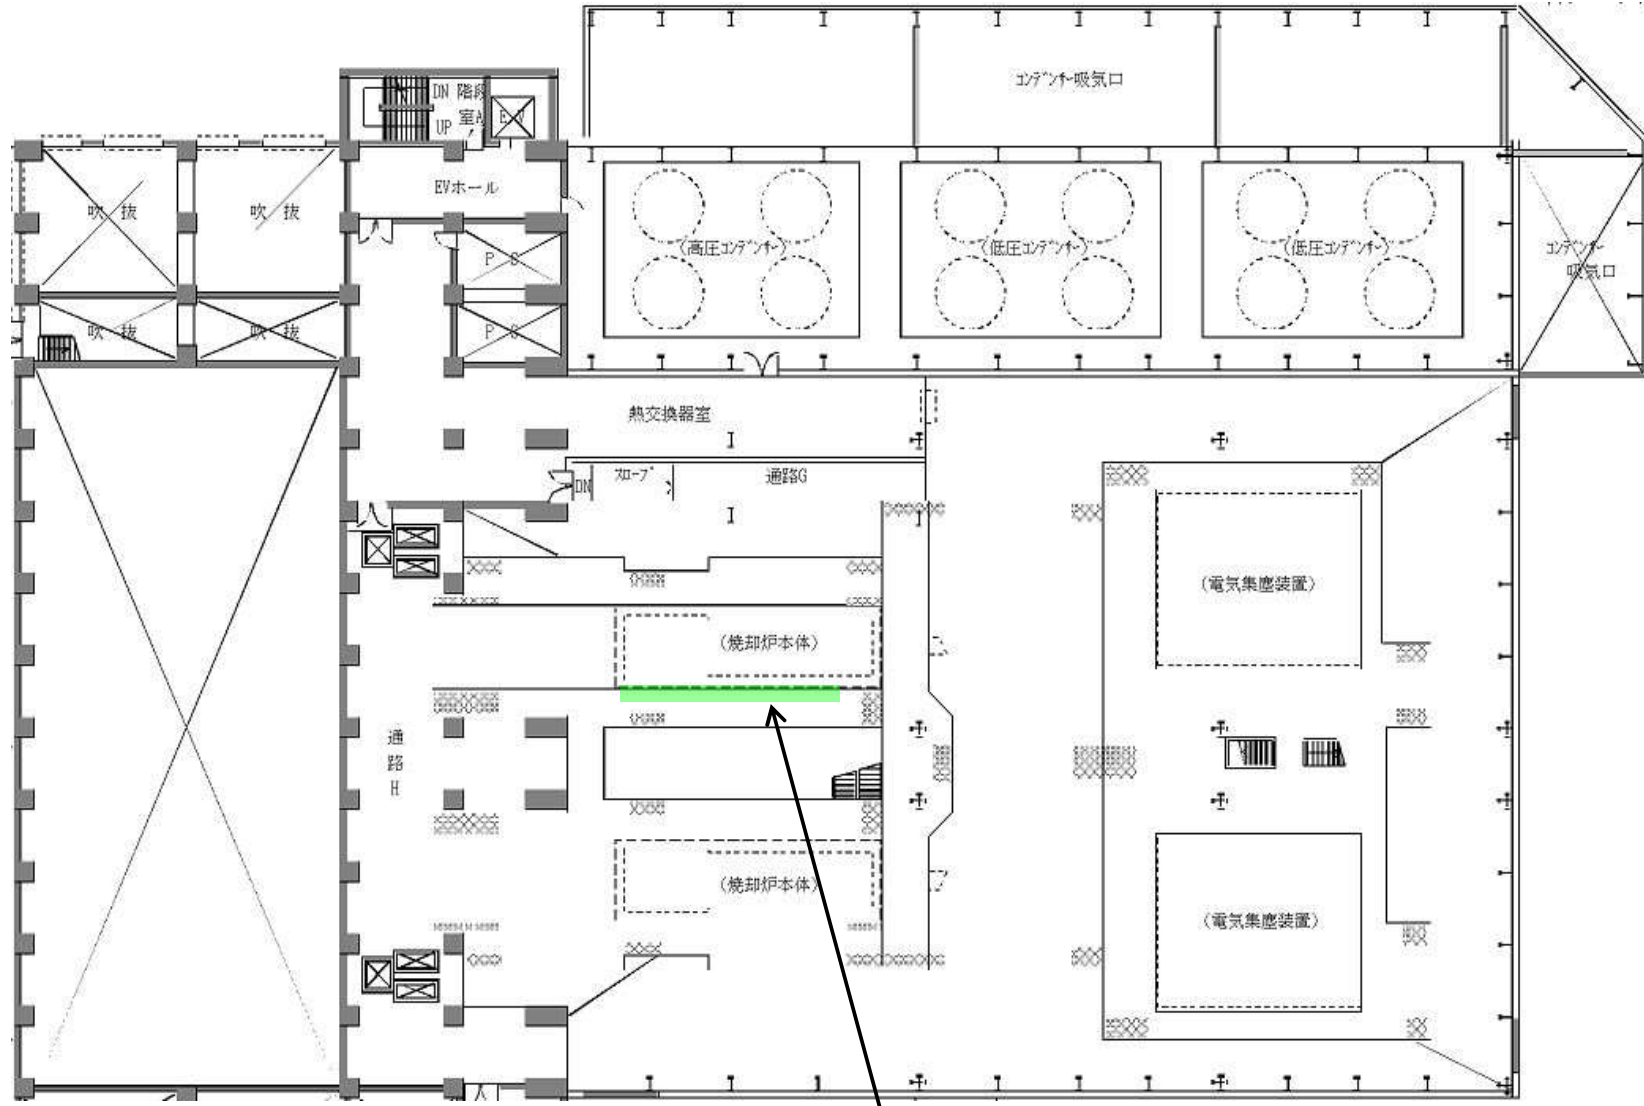 コンデンサー吸気口
DN 階段
室A
UP
EV
EVホール
吹 抜
吹 抜
P S
(高圧コンデンサー)
(低圧コンデンサー)
(低圧コンデンサー)
コンデンサー
吸気口
吹 抜
吹 抜
P S
熱交換器室
DN
スロープ
通路G
(電気集塵装置)
(焼却炉本体)
通
路
H
(焼却炉本体)
(電気集塵装置)